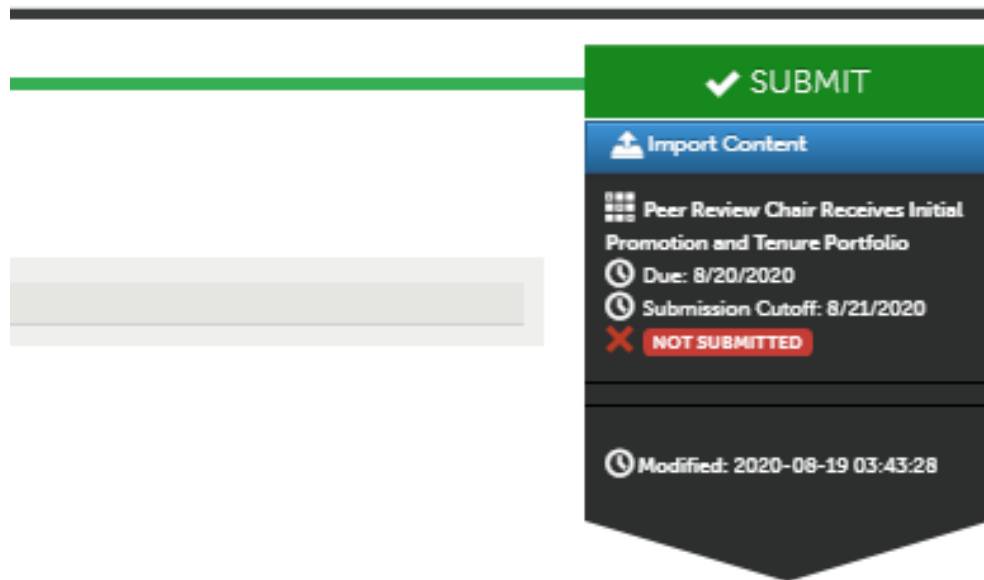 SUBMIT
Import Content
Peer Review Chair Receives Initial
Promotion and Tenure Portfolio
Due: 8/20/2020
Submission Cutoff: 8/21/2020
NOT SUBMITTED
Modified: 2020-08-19 03:43:28